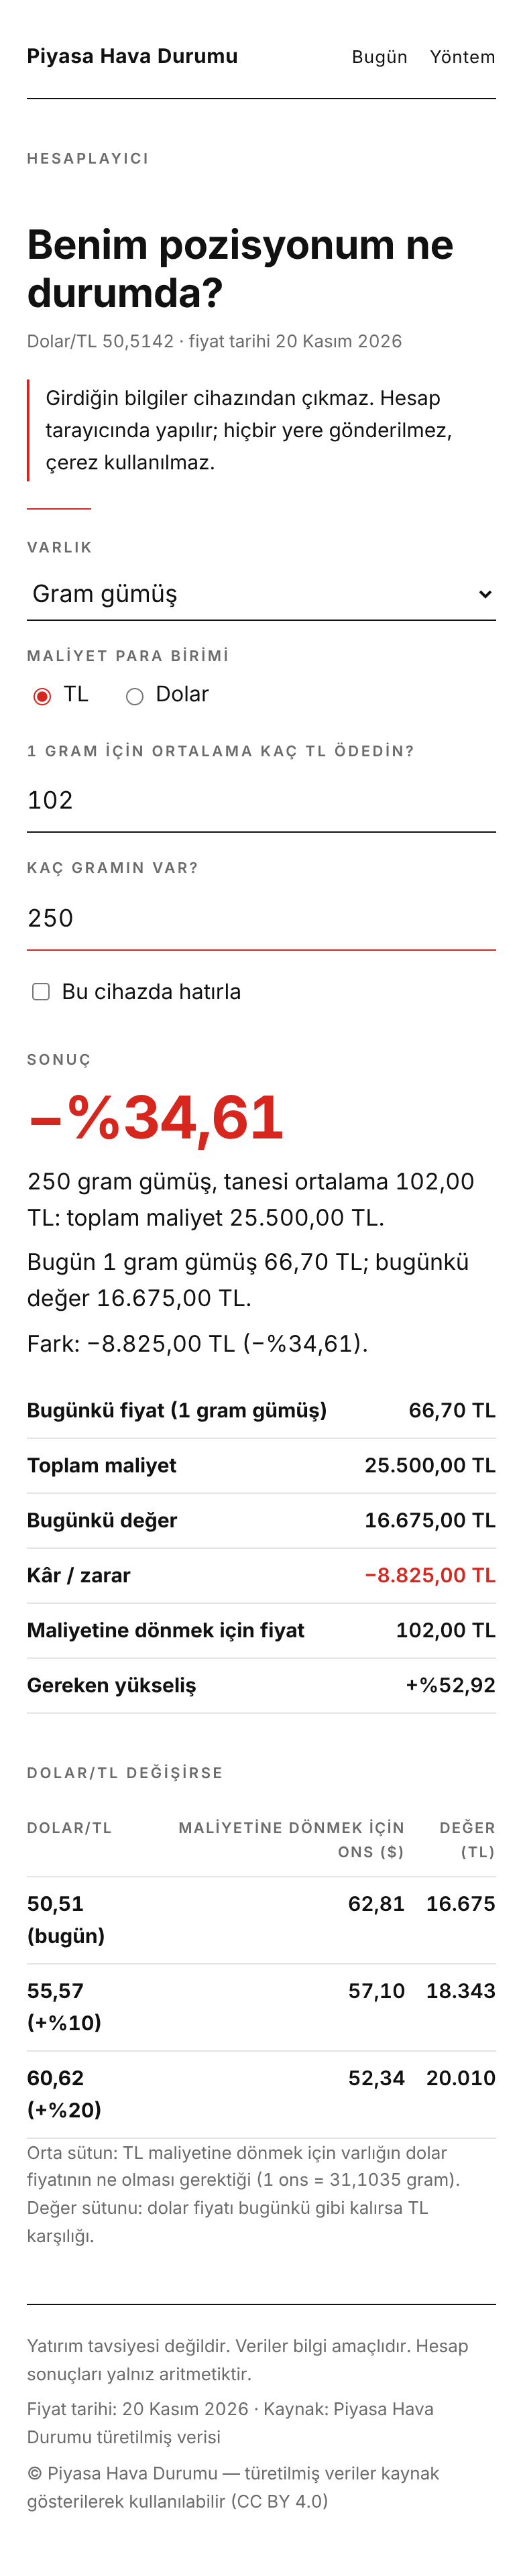 Piyasa Hava Durumu
Bugün Yöntem
HESAPLAYICI
Benim pozisyonum ne
durumda?
Dolar/TL 50,5142 · fiyat tarihi 20 Kasım 2026
Girdiğin bilgiler cihazından çıkmaz. Hesap
tarayıcında yapılır; hiçbir yere gönderilmez,
çerez kullanılmaz.
VARLIK
Gram gümüş
MALİYET PARA BİRİMİ
TL Dolar
1 GRAM İÇİN ORTALAMA KAÇ TL ÖDEDİN?
102
KAÇ GRAMIN VAR?
250
Bu cihazda hatırla
SONUÇ
−%34,61
250 gram gümüş, tanesi ortalama 102,00
TL: toplam maliyet 25.500,00 TL.
Bugün 1 gram gümüş 66,70 TL; bugünkü
değer 16.675,00 TL.
Fark: −8.825,00 TL (−%34,61).
Bugünkü fiyat (1 gram gümüş) 66,70 TL
Toplam maliyet 25.500,00 TL
Bugünkü değer 16.675,00 TL
Kâr / zarar −8.825,00 TL
Maliyetine dönmek için fiyat 102,00 TL
Gereken yükseliş +%52,92
DOLAR/TL DEĞİŞİRSE
DOLAR/TL MALİYETİNE DÖNMEK İÇİN DEĞER
ONS ($) (TL)
50,51 62,81 16.675
(bugün)
55,57 57,10 18.343
(+%10)
60,62 52,34 20.010
(+%20)
Orta sütun: TL maliyetine dönmek için varlığın dolar
fiyatının ne olması gerektiği (1 ons = 31,1035 gram).
Değer sütunu: dolar fiyatı bugünkü gibi kalırsa TL
karşılığı.
Yatırım tavsiyesi değildir. Veriler bilgi amaçlıdır. Hesap
sonuçları yalnız aritmetiktir.
Fiyat tarihi: 20 Kasım 2026 · Kaynak: Piyasa Hava
Durumu türetilmiş verisi
© Piyasa Hava Durumu — türetilmiş veriler kaynak
gösterilerek kullanılabilir (CC BY 4.0)